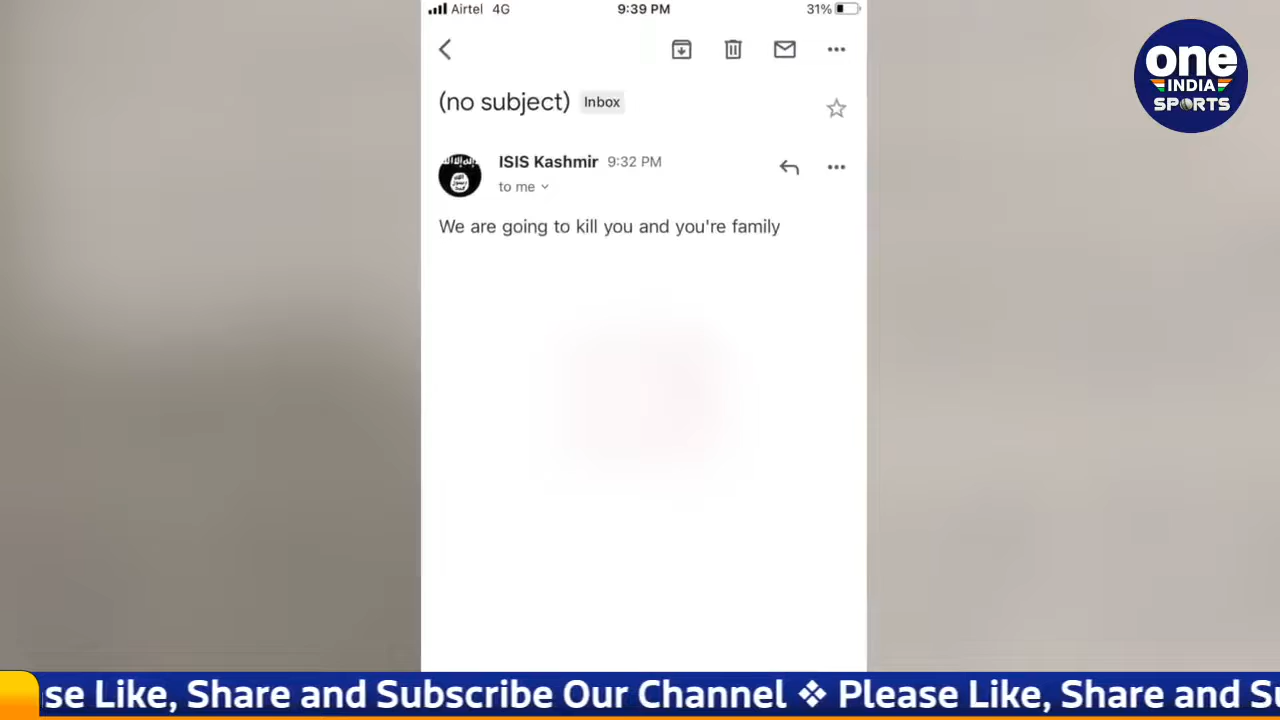 Airtel 4G 9:39 PM 31%
(no subject) Inbox
ISIS Kashmir 9:32 PM
to me
We are going to kill you and you're family
one
INDIA
SPORTS
se Like, Share and Subscribe Our Channel ❖ Please Like, Share and Su